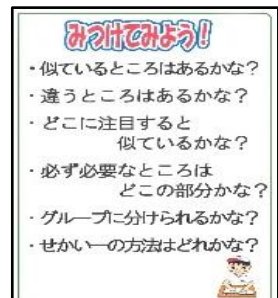 みつけてみよう!
・似ているところはあるかな?
・違うところはあるかな?
・どこに注目すると
似ているかな?
・必ず必要なところは
どこの部分かな?
・グループに分けられるかな?
・せかい一の方法はどれかな?